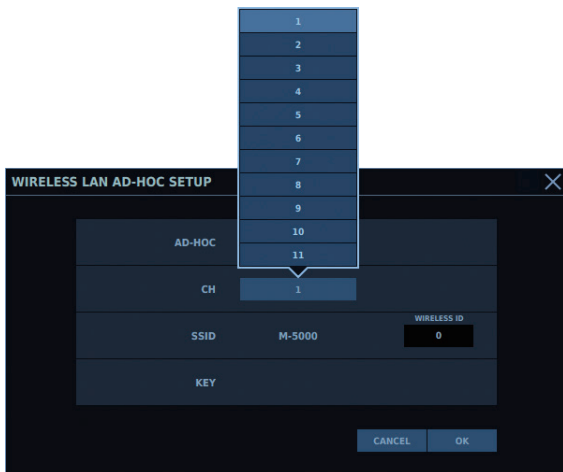 1
2
3
4
5
6
7
8
9
10
11
WIRELESS LAN AD-HOC SETUP
AD-HOC
CH 1
WIRELESS ID
SSID M-5000 0
KEY
CANCEL OK